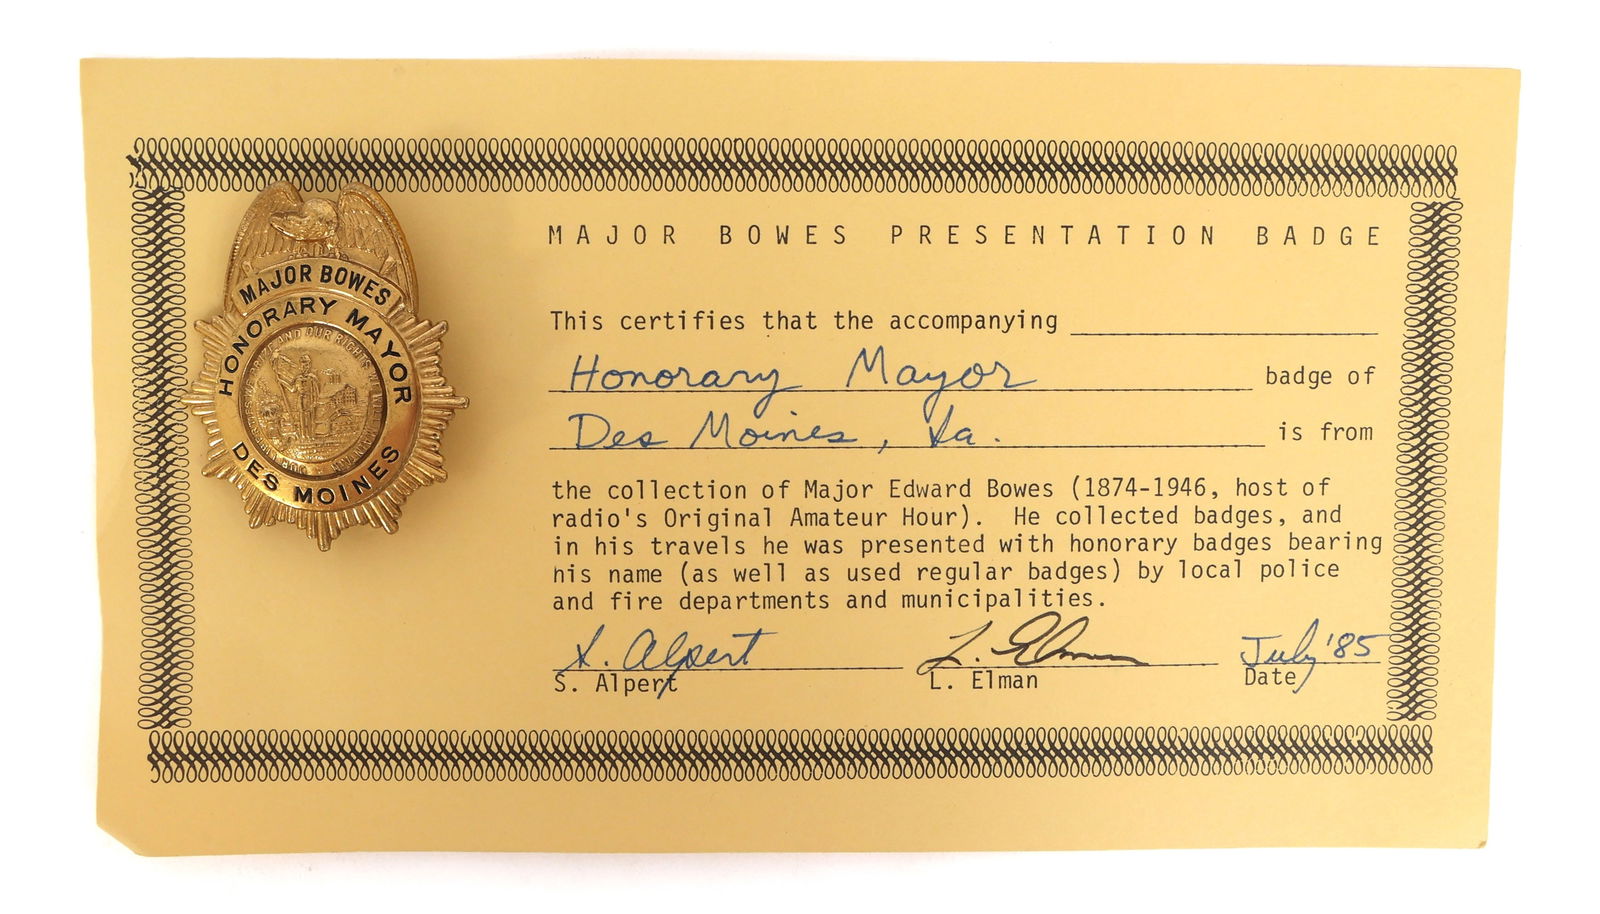 MAJOR BOWES
HONORARY MAYOR
DES MOINES
MAJOR BOWES PRESENTATION BADGE
This certifies that the accompanying
Honorary Mayor badge of
Des Moines, Ia. is from
the collection of Major Edward Bowes (1874-1946, host of
radio's Original Amateur Hour). He collected badges, and
in his travels he was presented with honorary badges bearing
his name (as well as used regular badges) by local police
and fire departments and municipalities.
S. Alpert L. Elman July '85
S. Alpert L. Elman Date